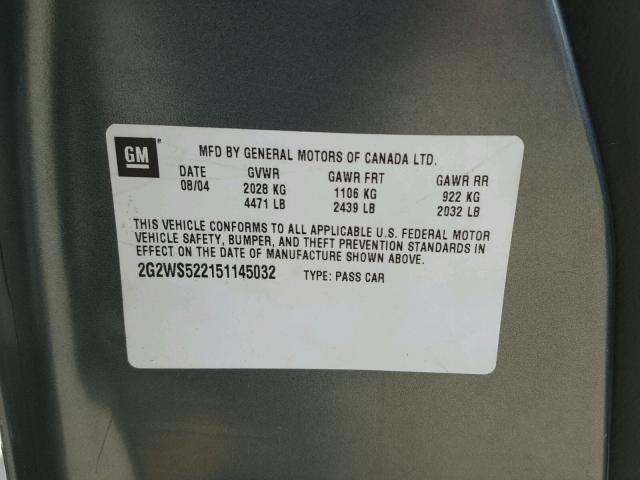 GM
MFD BY GENERAL MOTORS OF CANADA LTD.
DATE GVWR GAWR FRT GAWR RR
08/04 2028 KG 1106 KG 922 KG
4471 LB 2439 LB 2032 LB
THIS VEHICLE CONFORMS TO ALL APPLICABLE U.S. FEDERAL MOTOR
VEHICLE SAFETY, BUMPER, AND THEFT PREVENTION STANDARDS IN
EFFECT ON THE DATE OF MANUFACTURE SHOWN ABOVE.
2G2WS522151145032 TYPE: PASS CAR